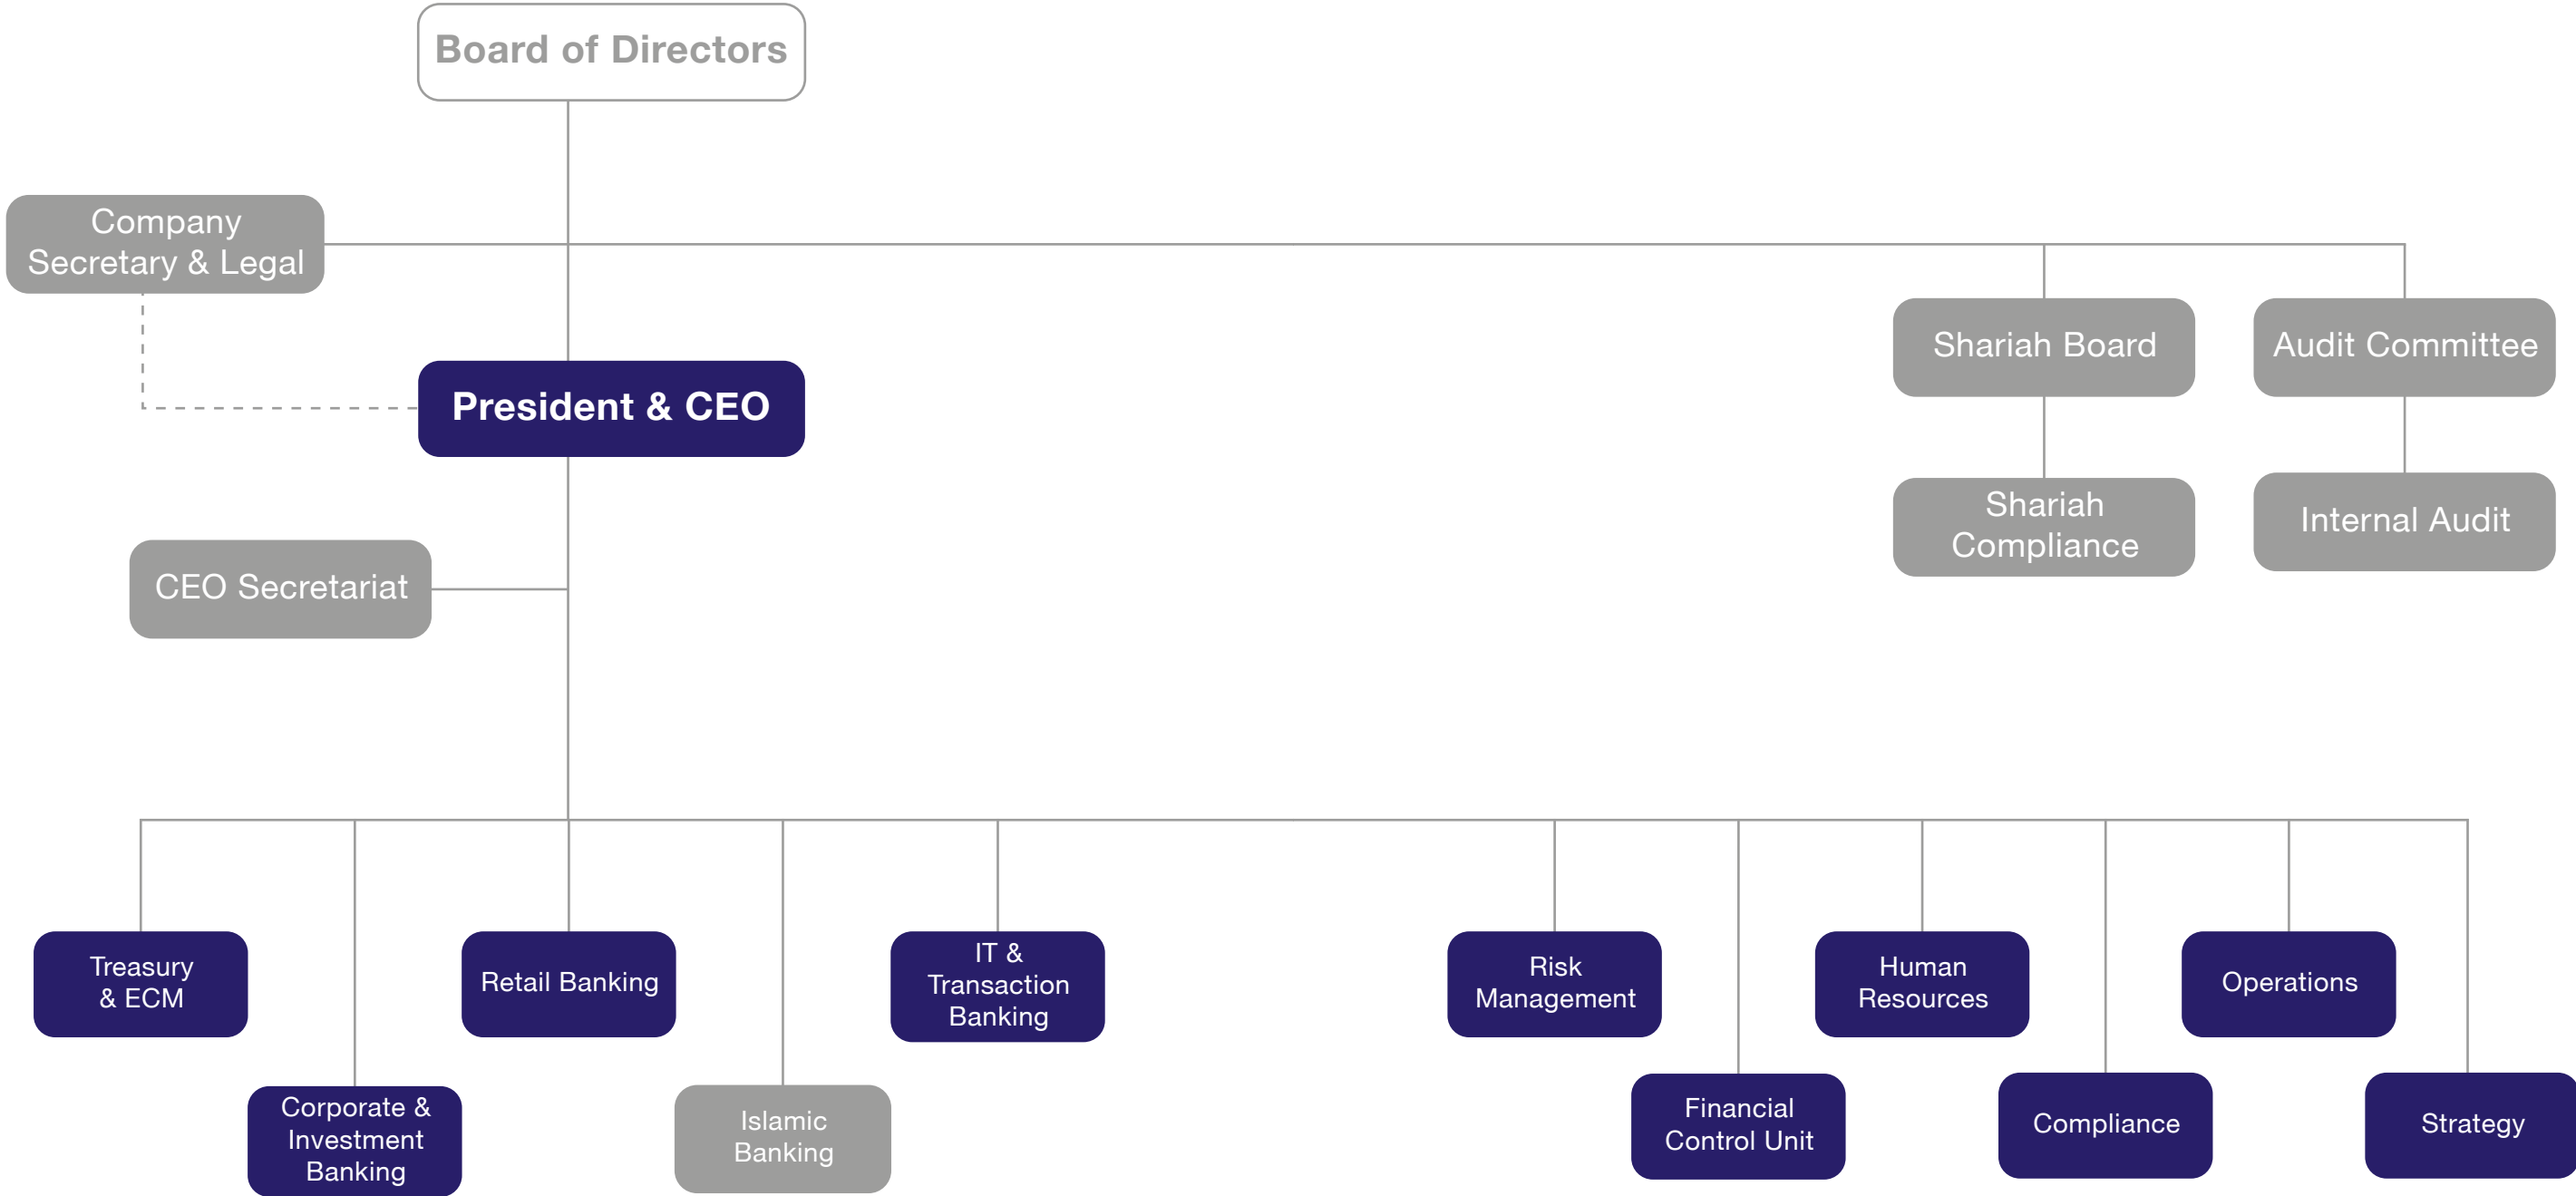 Board of Directors
Company
Secretary & Legal
Shariah Board
Audit Committee
President & CEO
Shariah
Compliance
Internal Audit
CEO Secretariat
Treasury
& ECM
Retail Banking
IT &
Transaction
Banking
Risk
Management
Human
Resources
Operations
Corporate &
Investment
Banking
Islamic
Banking
Financial
Control Unit
Compliance
Strategy